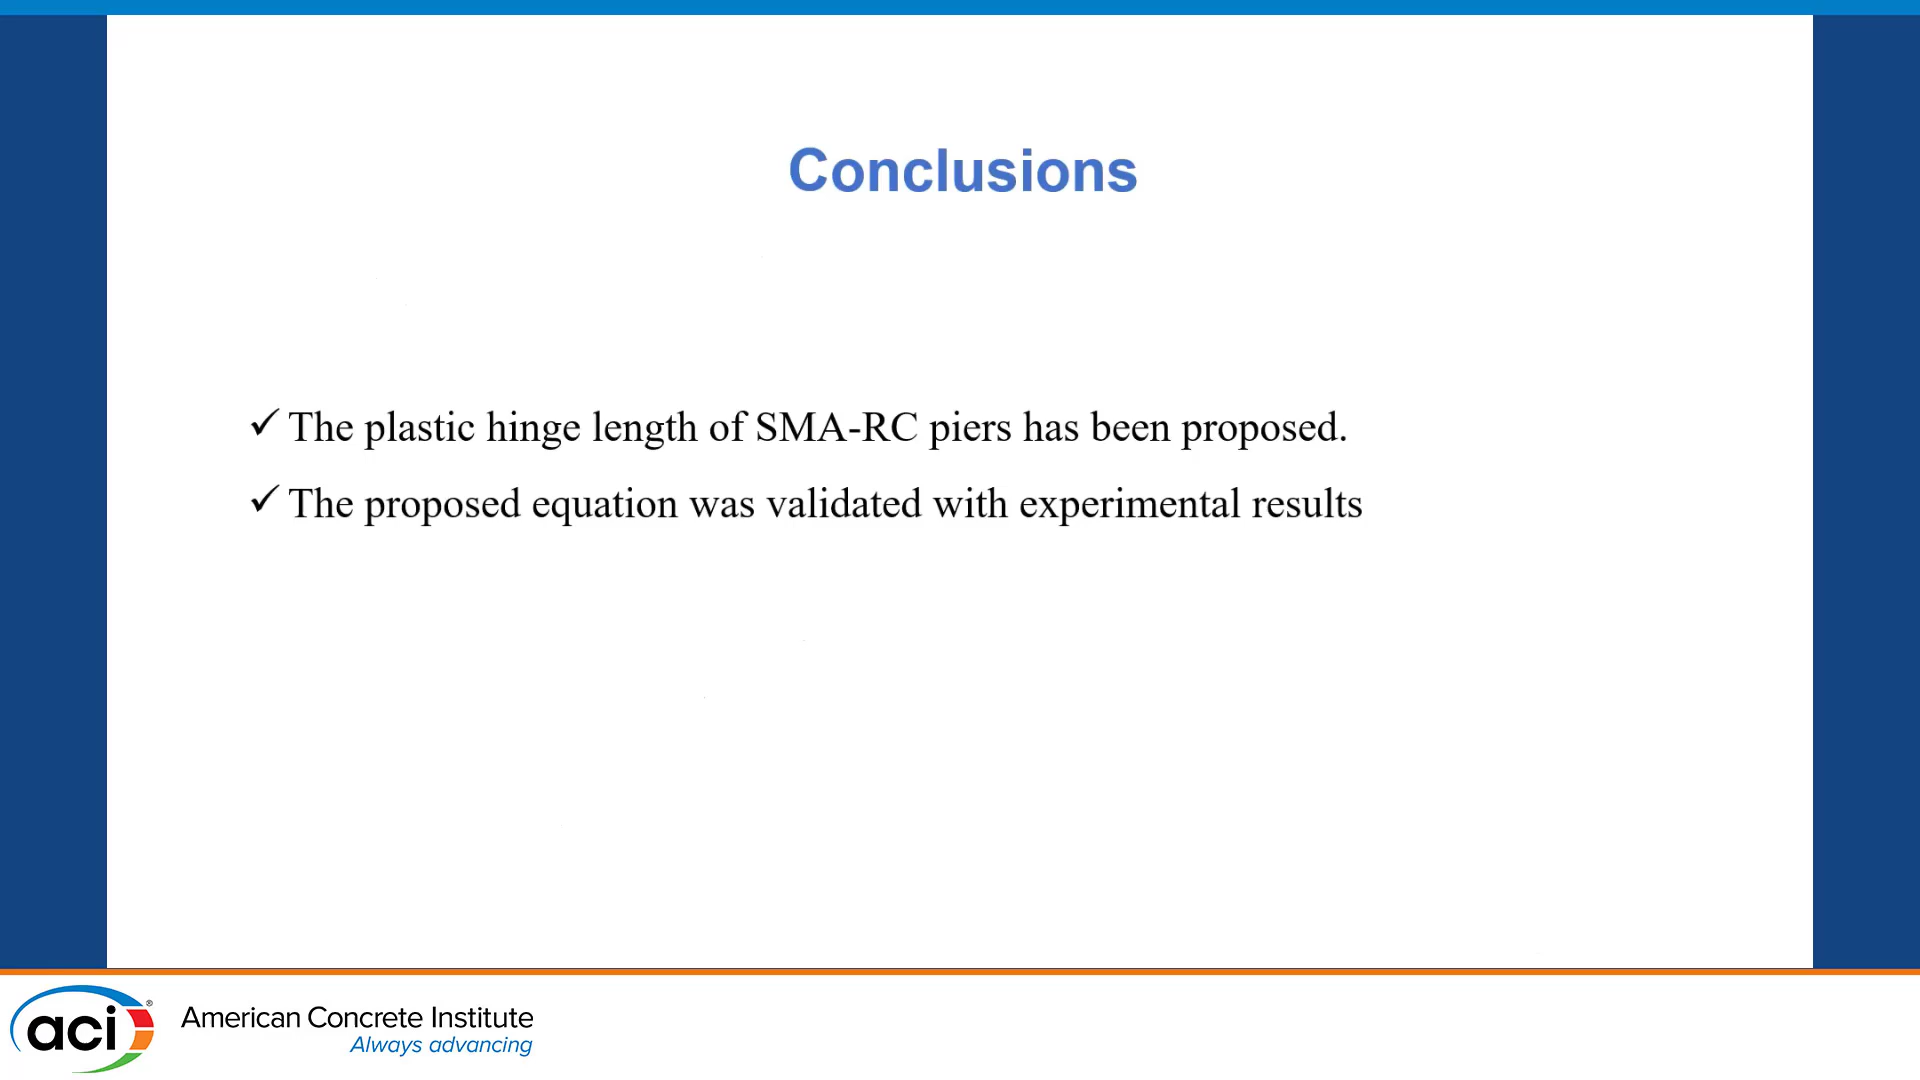 Conclusions
✓ The plastic hinge length of SMA-RC piers has been proposed.
✓ The proposed equation was validated with experimental results
aci®
American Concrete Institute
Always advancing